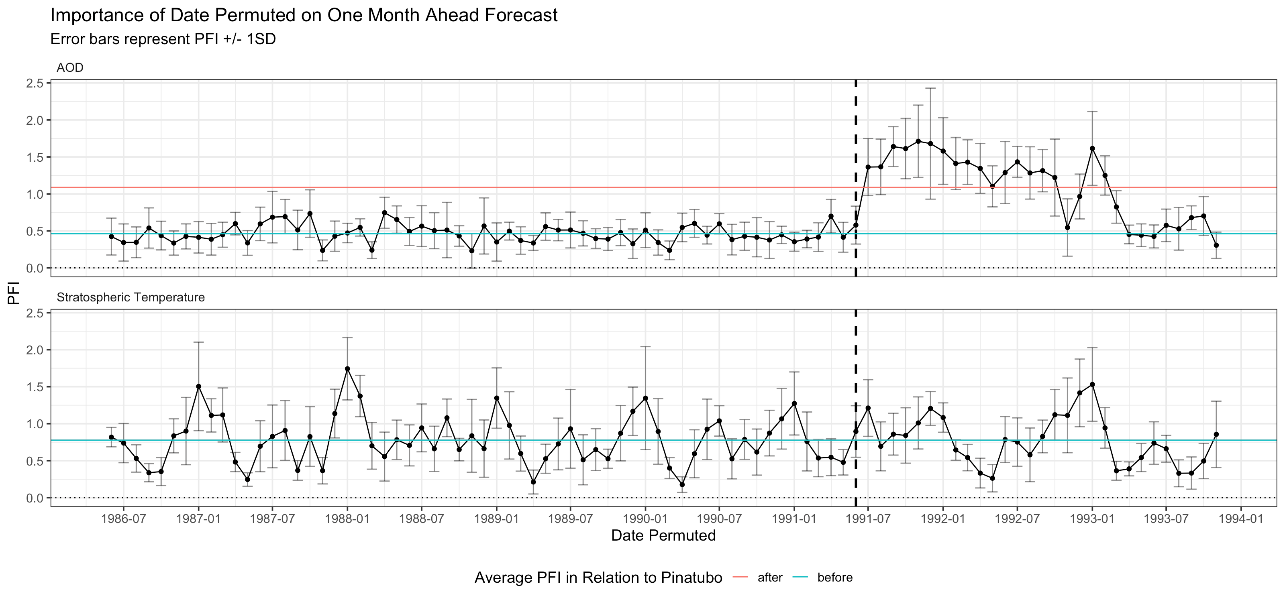 Importance of Date Permuted on One Month Ahead Forecast
Error bars represent PFI +/- 1SD
AOD
2.5
2.0
1.5
1.0
0.5
0.0
PFI
Stratospheric Temperature
2.5
2.0
1.5
1.0
0.5
0.0
1986-07 1987-01 1987-07 1988-01 1988-07 1989-01 1989-07 1990-01 1990-07 1991-01 1991-07 1992-01 1992-07 1993-01 1993-07 1994-01
Date Permuted
Average PFI in Relation to Pinatubo after before